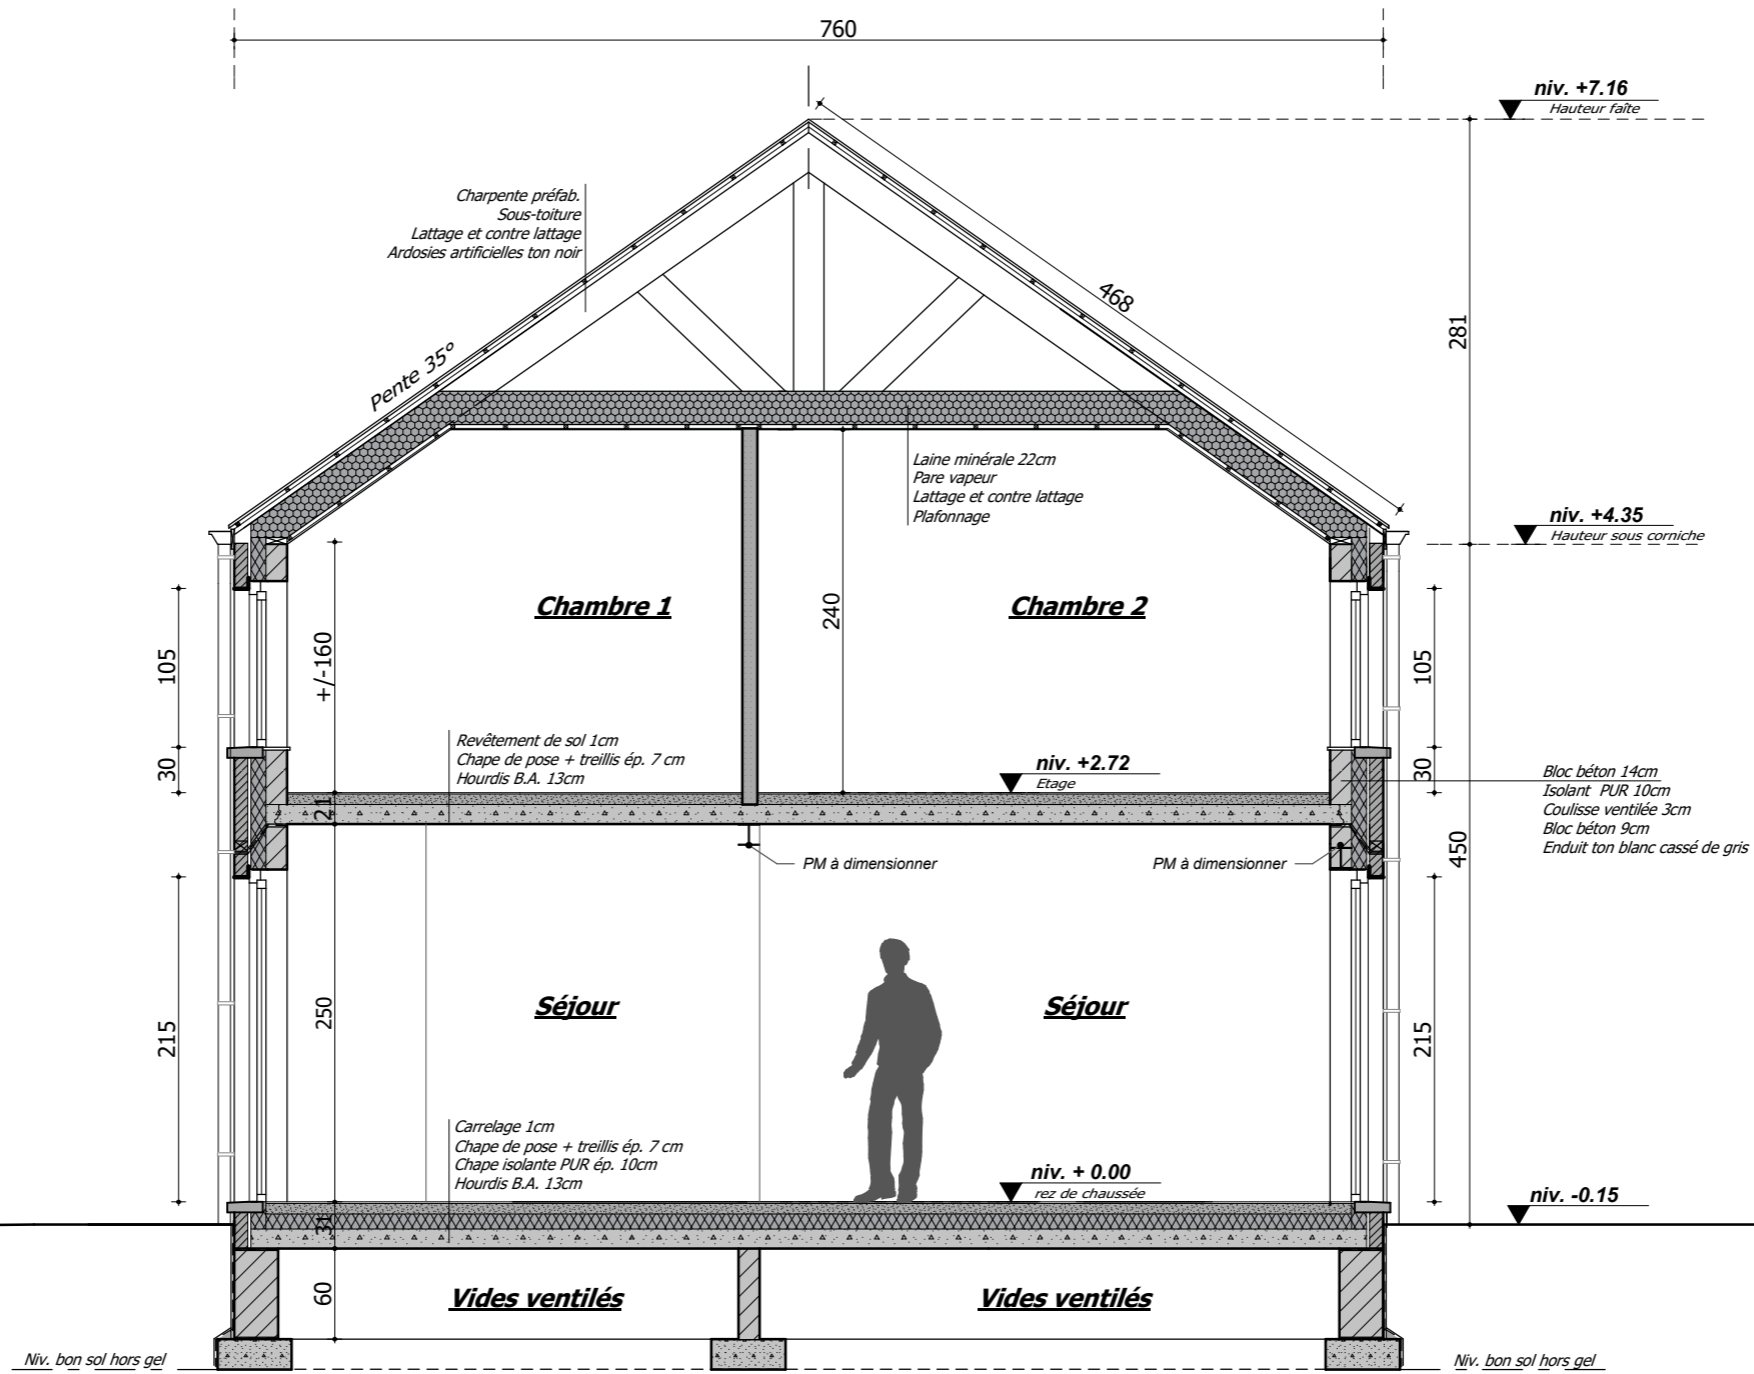 760
niv. +7.16
Hauteur faîte
Charpente préfab.
Sous-toiture
Lattage et contre lattage
Ardosies artificielles ton noir
468
281
Pente 35°
Laine minérale 22cm
Pare vapeur
Lattage et contre lattage
Plafonnage
niv. +4.35
Hauteur sous corniche
Chambre 1
240
Chambre 2
105
+/-160
105
Revêtement de sol 1cm
Chape de pose + treillis ép. 7 cm
Hourdis B.A. 13cm
niv. +2.72
Etage
30
30
21
Bloc béton 14cm
Isolant PUR 10cm
Coulisse ventilée 3cm
Bloc béton 9cm
Enduit ton blanc cassé de gris
PM à dimensionner
PM à dimensionner
450
250
Séjour
Séjour
215
215
Carrelage 1cm
Chape de pose + treillis ép. 7 cm
Chape isolante PUR ép. 10cm
Hourdis B.A. 13cm
niv. + 0.00
rez de chaussée
niv. -0.15
31
60
Vides ventilés
Vides ventilés
Niv. bon sol hors gel
Niv. bon sol hors gel